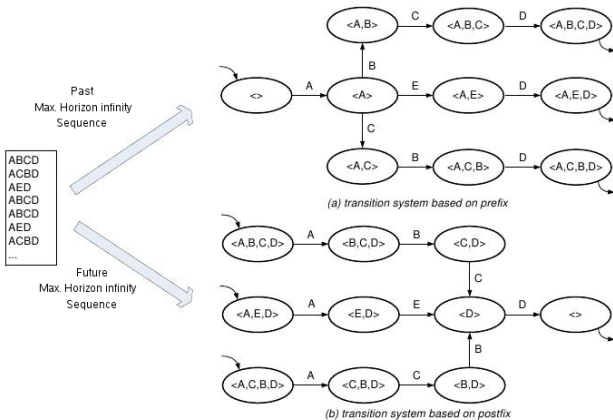 <A,B>
C
<A,B,C>
D
<A,B,C,D>
B
Past
Max. Horizon infinity
Sequence
<>
A
<A>
E
<A,E>
D
<A,E,D>
C
<A,C>
B
<A,C,B>
D
<A,C,B,D>
(a) transition system based on prefix
ABCD
ACBD
AED
ABCD
ABCD
AED
ACBD
...
Future
Max. Horizon infinity
Sequence
<A,B,C,D>
A
<B,C,D>
B
<C,D>
C
<A,E,D>
A
<E,D>
E
<D>
D
<>
B
<A,C,B,D>
A
<C,B,D>
C
<B,D>
(b) transition system based on postfix